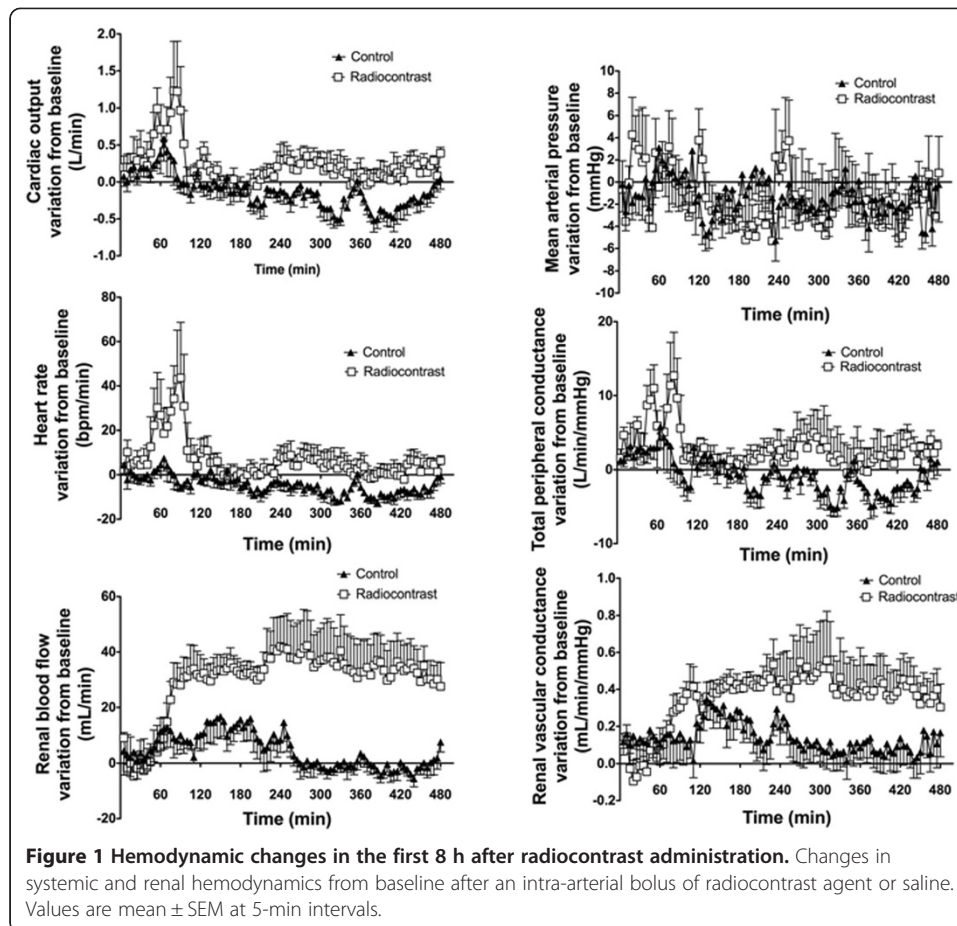 Cardiac output
variation from baseline
(L/min)
2.0
1.5
1.0
0.5
0.0
-0.5
-1.0
Control
Radiocontrast
60 120 180 240 300 360 420 480
Time (min)
Mean arterial pressure
variation from baseline
(mmHg)
10
8
6
4
2
0
-2
-4
-6
-8
-10
Control
Radiocontrast
60 120 180 240 300 360 420 480
Time (min)
Heart rate
variation from baseline
(bpm/min)
80
60
40
20
0
-20
Control
Radiocontrast
60 120 180 240 300 360 420 480
Time (min)
Total peripheral conductance
variation from baseline
(L/min/mmHg)
20
10
0
-10
Control
Radiocontrast
60 120 180 240 300 360 420 480
Time (min)
Renal blood flow
variation from baseline
(mL/min)
60
40
20
0
-20
Control
Radiocontrast
60 120 180 240 300 360 420 480
Time (min)
Renal vascular conductance
variation from baseline
(mL/min/mmHg)
1.0
0.8
0.6
0.4
0.2
0.0
-0.2
Control
Radiocontrast
60 120 180 240 300 360 420 480
Time (min)
Figure 1 Hemodynamic changes in the first 8 h after radiocontrast administration. Changes in
systemic and renal hemodynamics from baseline after an intra-arterial bolus of radiocontrast agent or saline.
Values are mean ± SEM at 5-min intervals.